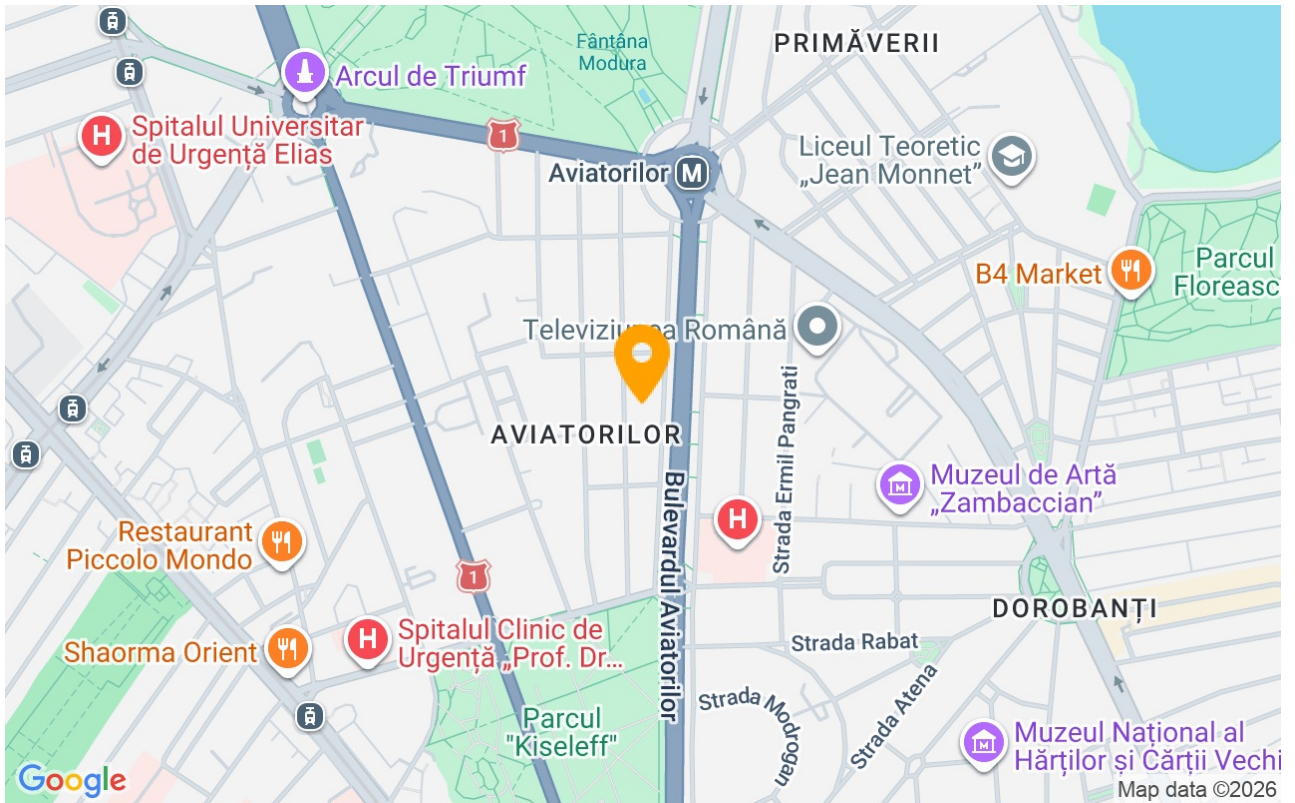 Fântâna
Modura
PRIMĂVERII
Arcul de Triumf
H
Spitalul Universitar
de Urgență Elias
1
Aviatorilor
M
Liceul Teoretic
„Jean Monnet”
B4 Market
Parcul
Floreasc
Televiziunea Română
AVIATORILOR
Strada Ermil Pangrati
Bulevardul Aviatorilor
Muzeul de Artă
„Zambaccian”
H
Restaurant
Piccolo Mondo
1
DOROBANȚI
Shaorma Orient
H
Spitalul Clinic de
Urgență „Prof. Dr...
Strada Rabat
Strada Atena
Strada Modrogan
Parcul
"Kiseleff"
Muzeul Național al
Hărților și Cărții Vechi
Google
Map data ©2026